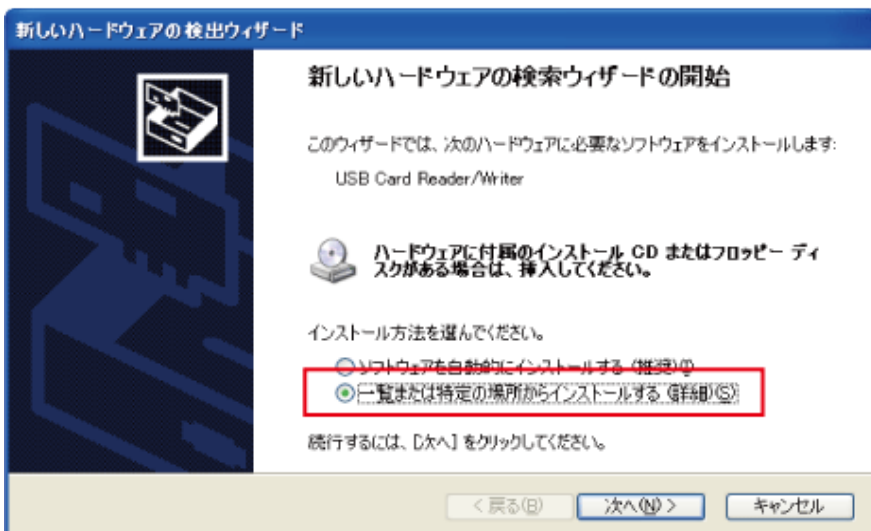 新しいハードウェアの検出ウィザード
新しいハードウェアの検索ウィザードの開始
このウィザードでは、次のハードウェアに必要なソフトウェアをインストールします:
USB Card Reader/Writer
ハードウェアに付属のインストール CD またはフロッピー ディ
スクがある場合は、挿入してください。
インストール方法を選んでください。
ソフトウェアを自動的にインストールする (推奨)(I)
一覧または特定の場所からインストールする (詳細)(S)
続行するには、[次へ] をクリックしてください。
< 戻る(B)
次へ(N) >
キャンセル